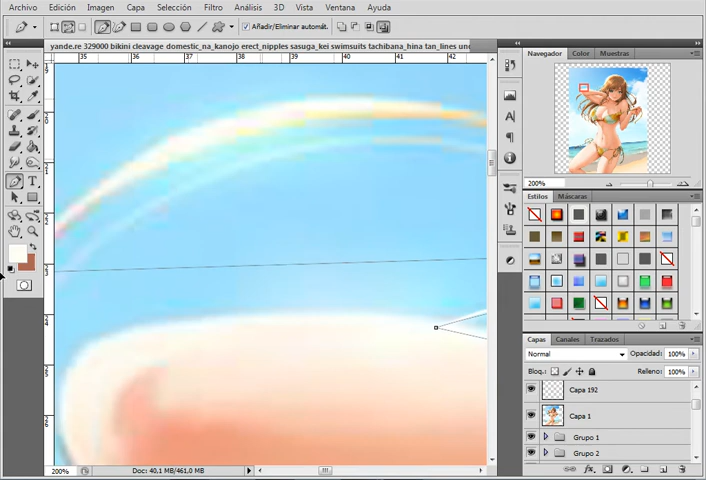 Archivo Edición Imagen Capa Selección Filtro Análisis 3D Vista Ventana Ayuda
Añadir/Eliminar automát.
yande.re 329000 bikini cleavage domestic_na_kanojo erect_nipples sasuga_kei swimsuits tachibana_hina tan_lines
35 36 37 38 39 40 41 42
Navegador Color Muestras
200%
Estilos Máscaras
Capas Canales Trazados
Normal Opacidad: 100%
Bloq.: Relleno: 100%
Capa 192
Capa 1
Grupo 1
Grupo 2
200% Doc: 40,1 MB/461,0 MB